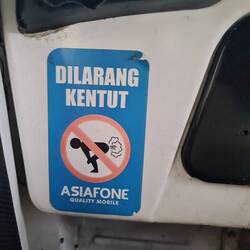 DILARANG
KENTUT
ASIAFONE
QUALITY MOBILE